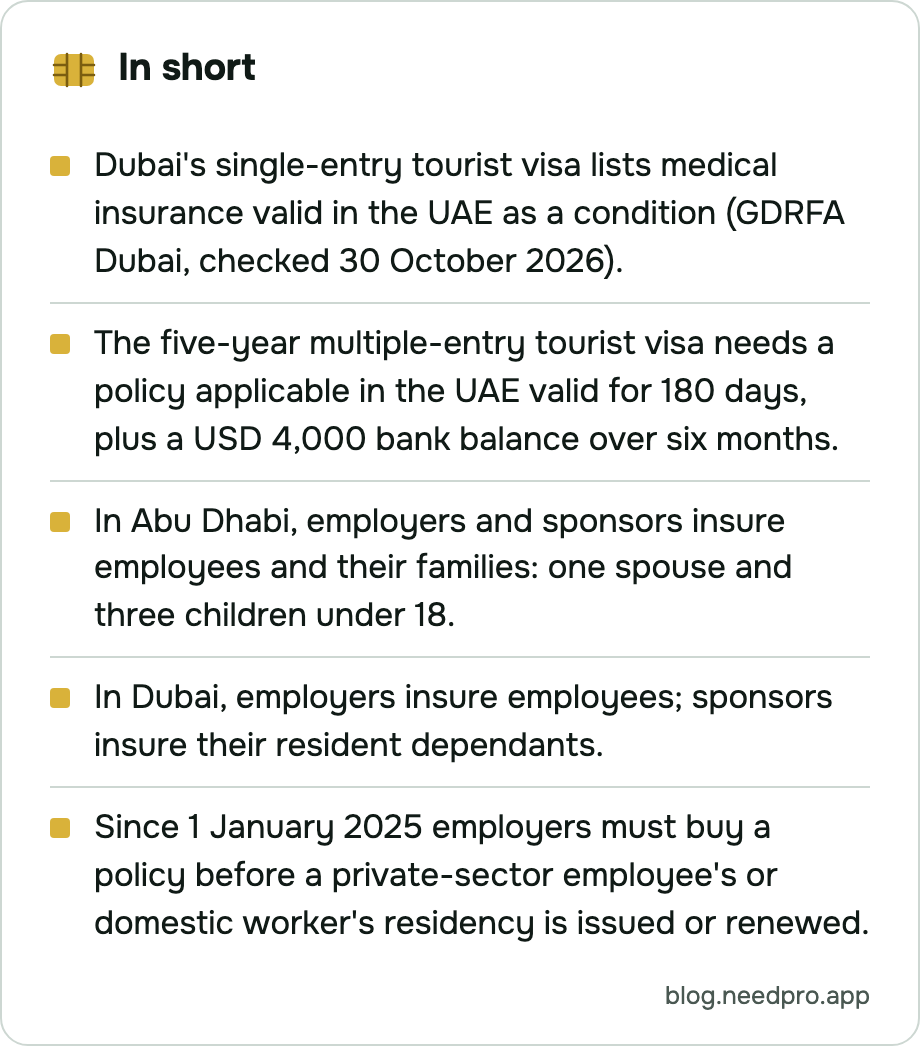 In short
Dubai's single-entry tourist visa lists medical
insurance valid in the UAE as a condition (GDRFA
Dubai, checked 30 October 2026).
The five-year multiple-entry tourist visa needs a
policy applicable in the UAE valid for 180 days,
plus a USD 4,000 bank balance over six months.
In Abu Dhabi, employers and sponsors insure
employees and their families: one spouse and
three children under 18.
In Dubai, employers insure employees; sponsors
insure their resident dependants.
Since 1 January 2025 employers must buy a
policy before a private-sector employee's or
domestic worker's residency is issued or renewed.
blog.needpro.app